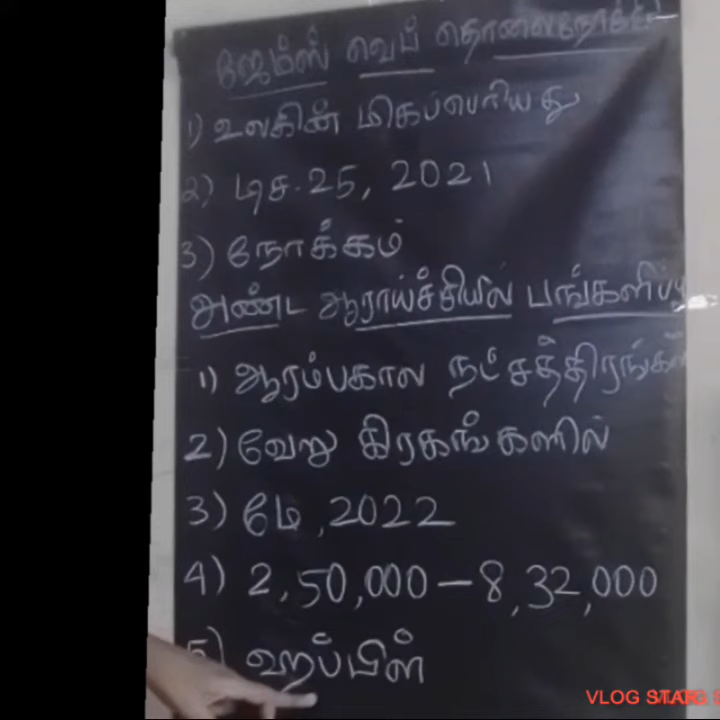 ஜேம்ஸ் வெப் தொலைநோக்கி
1) உலகின் மிகப்பெரியது
2) டிச. 25, 2021
3) நோக்கம்
அண்ட ஆராய்ச்சியில் பங்களிப்பு
1) ஆரம்பகால நட்சத்திரங்கள்
2) வேறு கிரகங்களில்
3) மே, 2022
4) 2,50,000 – 8,32,000
5) ஹப்பிள்
VLOG STAR